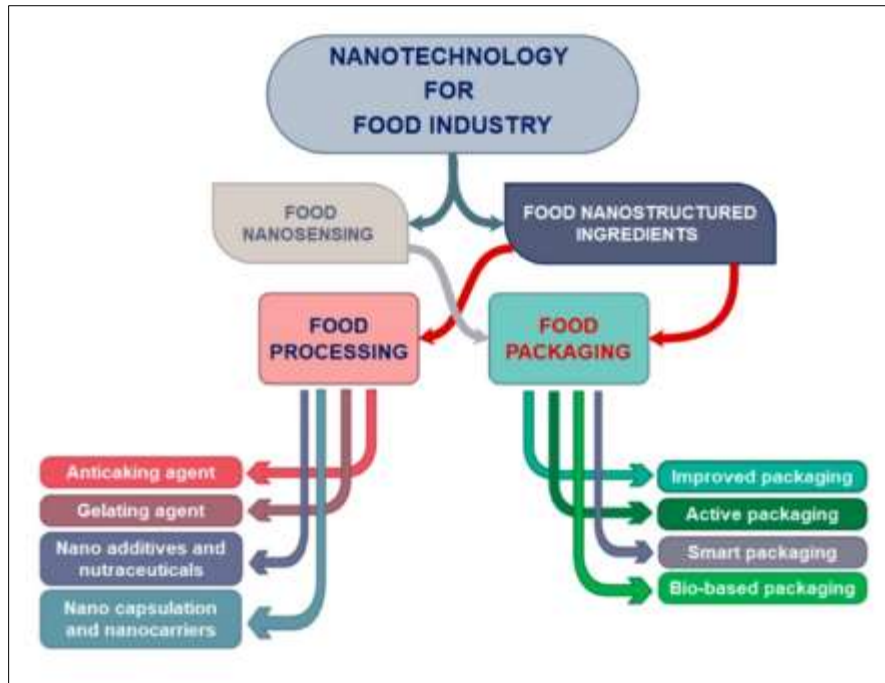 NANOTECHNOLOGY
FOR
FOOD INDUSTRY
FOOD
NANOSENSING
FOOD NANOSTRUCTURED
INGREDIENTS
FOOD
PROCESSING
FOOD
PACKAGING
Anticaking agent
Gelating agent
Nano additives and
nutraceuticals
Nano capsulation
and nanocarriers
Improved packaging
Active packaging
Smart packaging
Bio-based packaging